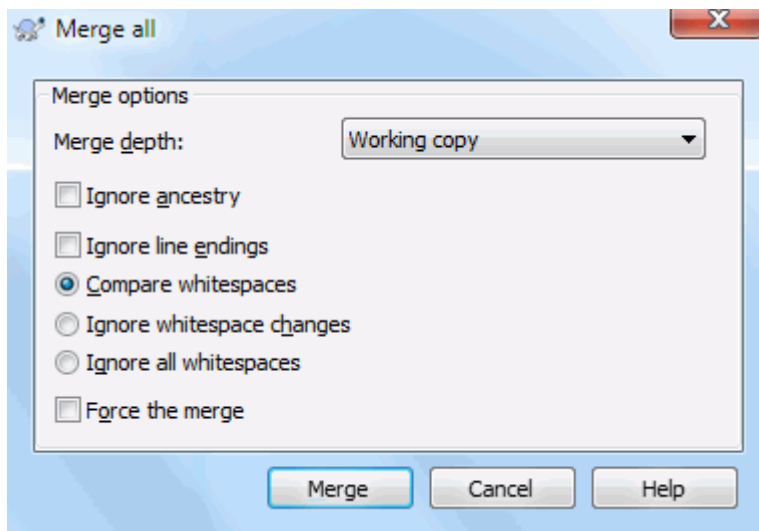 Merge all
Merge options
Merge depth: Working copy
Ignore ancestry
Ignore line endings
Compare whitespaces
Ignore whitespace changes
Ignore all whitespaces
Force the merge
Merge Cancel Help